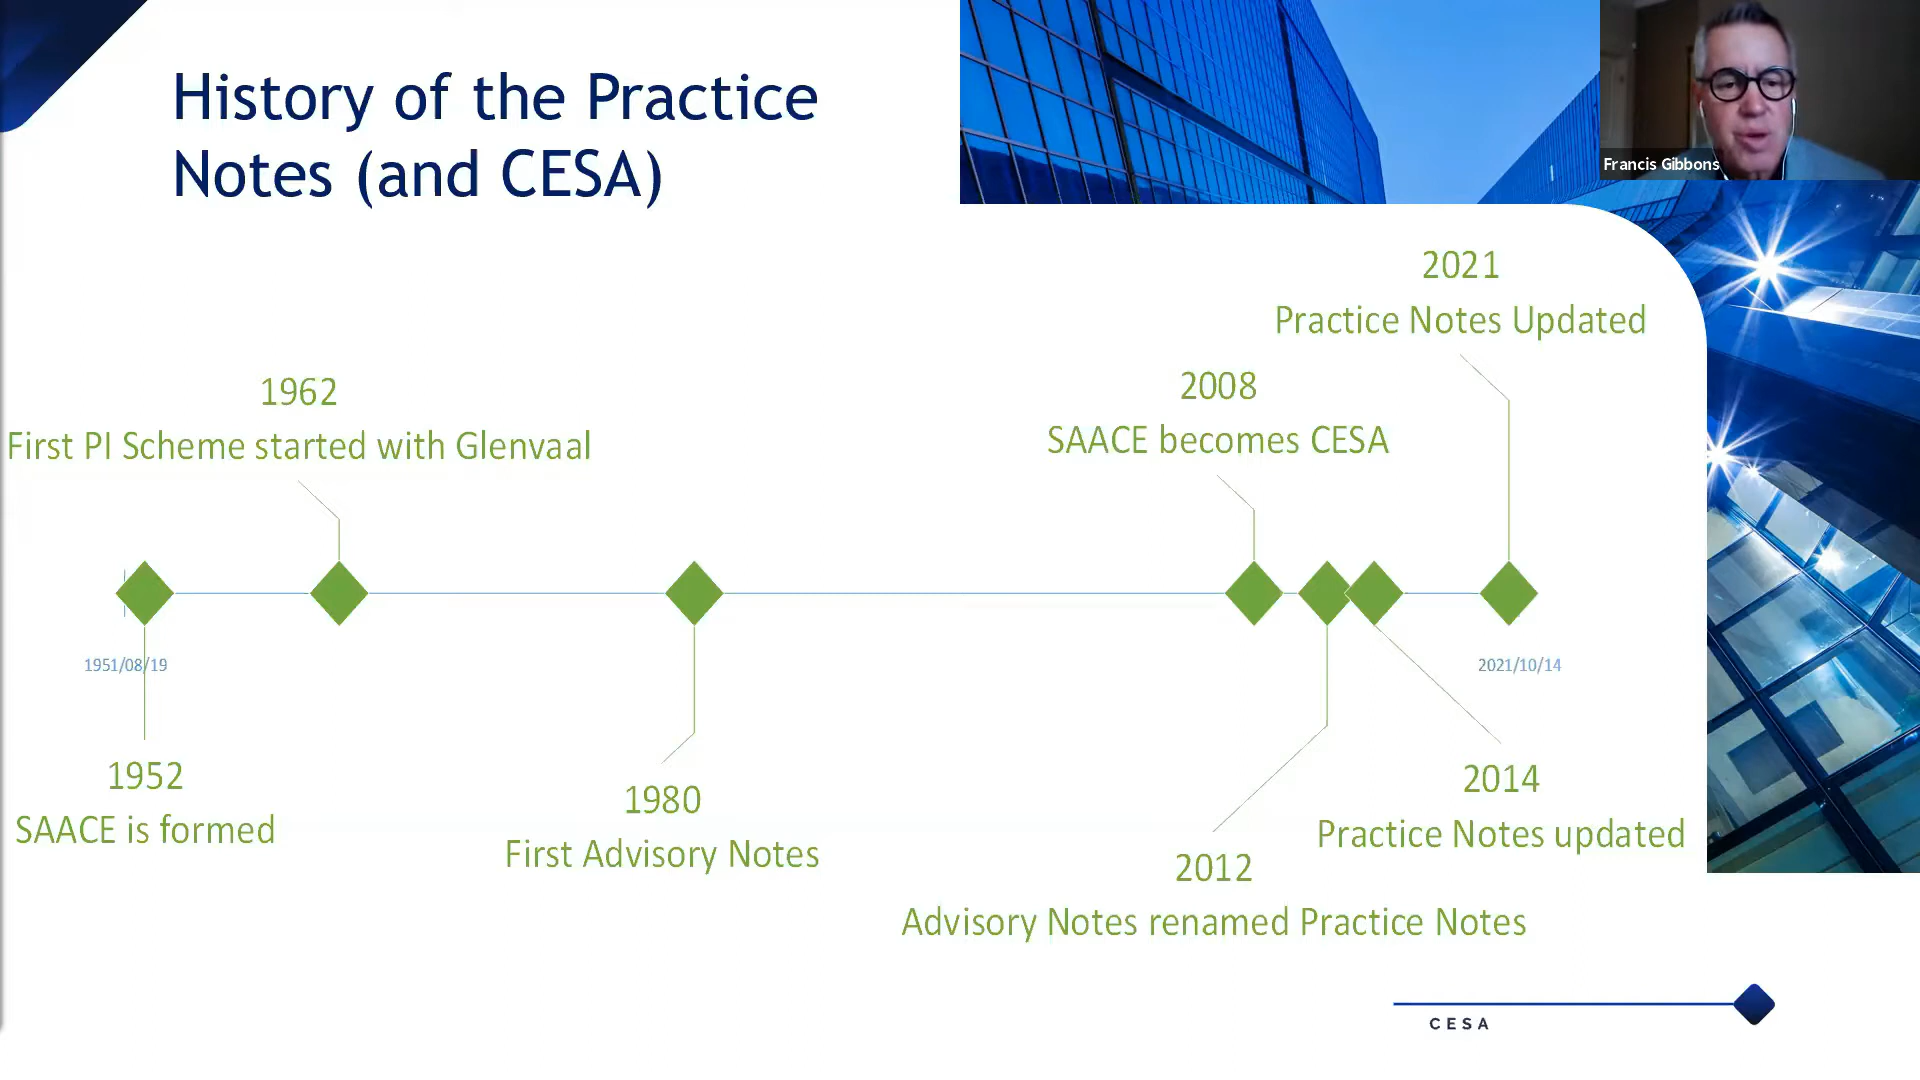 History of the Practice
Notes (and CESA)
Francis Gibbons
2021
Practice Notes Updated
1962
First PI Scheme started with Glenvaal
2008
SAACE becomes CESA
1951/08/19
2021/10/14
1952
SAACE is formed
1980
First Advisory Notes
2014
Practice Notes updated
2012
Advisory Notes renamed Practice Notes
CESA